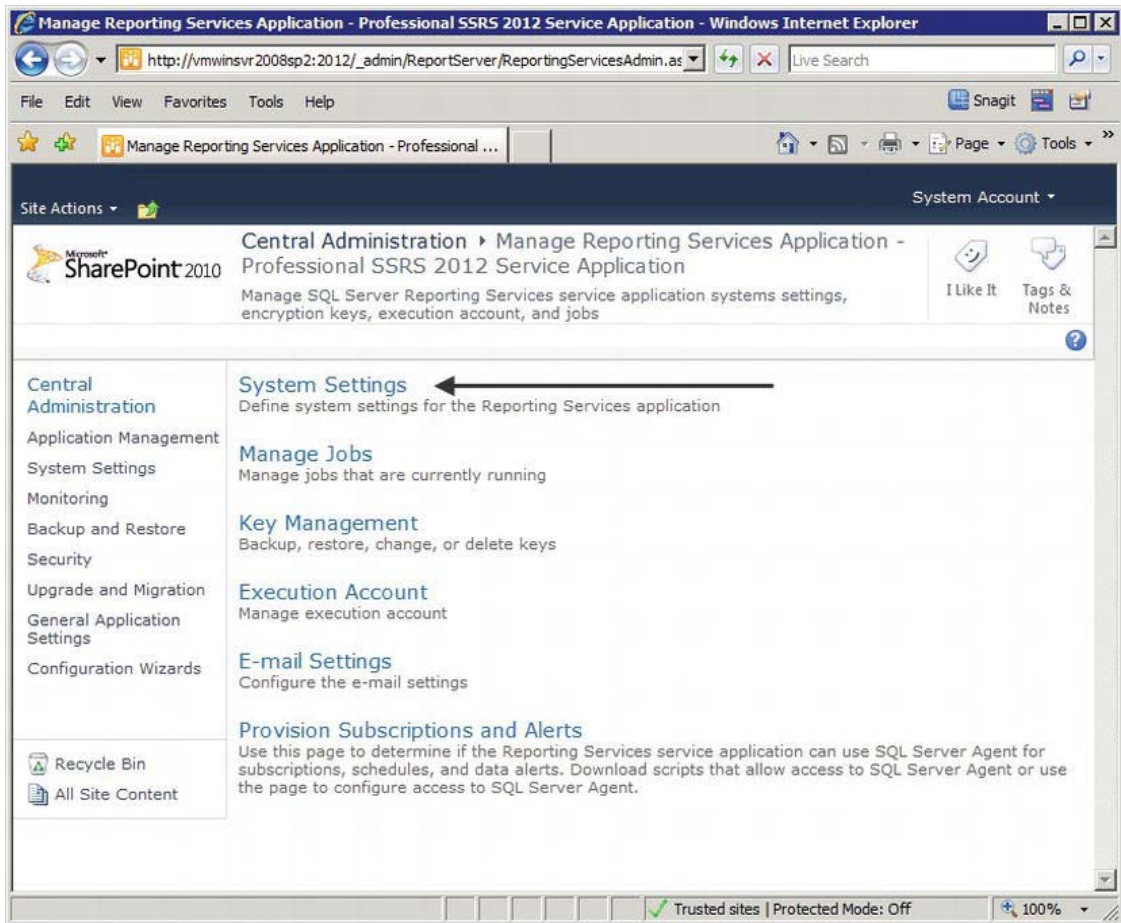 Manage Reporting Services Application - Professional SSRS 2012 Service Application - Windows Internet Explorer
http://vmwinsvr2008sp2:2012/_admin/ReportServer/ReportingServicesAdmin.as
Live Search
File Edit View Favorites Tools Help
Snagit
Manage Reporting Services Application - Professional ...
Page Tools »
Site Actions
System Account
Microsoft
SharePoint 2010
Central Administration ▸ Manage Reporting Services Application -
Professional SSRS 2012 Service Application
Manage SQL Server Reporting Services service application systems settings,
encryption keys, execution account, and jobs
I Like It
Tags &
Notes
Central
Administration
Application Management
System Settings
Monitoring
Backup and Restore
Security
Upgrade and Migration
General Application
Settings
Configuration Wizards
Recycle Bin
All Site Content
System Settings
Define system settings for the Reporting Services application
Manage Jobs
Manage jobs that are currently running
Key Management
Backup, restore, change, or delete keys
Execution Account
Manage execution account
E-mail Settings
Configure the e-mail settings
Provision Subscriptions and Alerts
Use this page to determine if the Reporting Services service application can use SQL Server Agent for
subscriptions, schedules, and data alerts. Download scripts that allow access to SQL Server Agent or use
the page to configure access to SQL Server Agent.
Trusted sites | Protected Mode: Off
100%